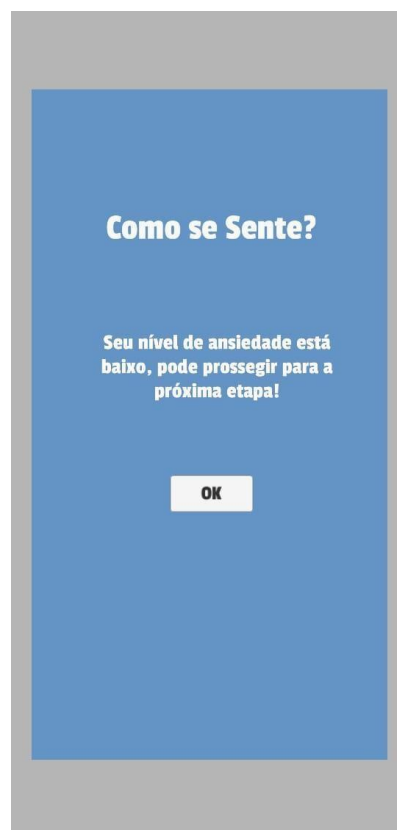 Como se Sente?
Seu nível de ansiedade está
baixo, pode prossegir para a
próxima etapa!
OK